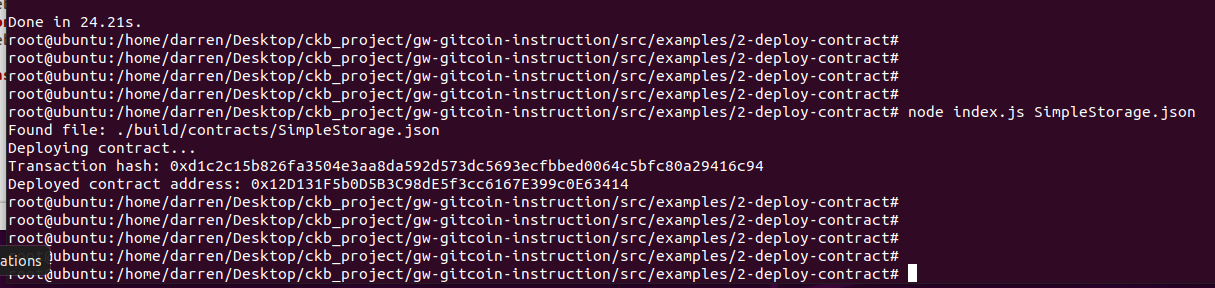 Done in 24.21s.
root@ubuntu:/home/darren/Desktop/ckb_project/gw-gitcoin-instruction/src/examples/2-deploy-contract#
root@ubuntu:/home/darren/Desktop/ckb_project/gw-gitcoin-instruction/src/examples/2-deploy-contract#
root@ubuntu:/home/darren/Desktop/ckb_project/gw-gitcoin-instruction/src/examples/2-deploy-contract#
root@ubuntu:/home/darren/Desktop/ckb_project/gw-gitcoin-instruction/src/examples/2-deploy-contract#
root@ubuntu:/home/darren/Desktop/ckb_project/gw-gitcoin-instruction/src/examples/2-deploy-contract# node index.js SimpleStorage.json
Found file: ./build/contracts/SimpleStorage.json
Deploying contract...
Transaction hash: 0xd1c2c15b826fa3504e3aa8da592d573dc5693ecfbbed0064c5bfc80a29416c94
Deployed contract address: 0x12D131F5b0D5B3C98dE5f3cc6167E399c0E63414
root@ubuntu:/home/darren/Desktop/ckb_project/gw-gitcoin-instruction/src/examples/2-deploy-contract#
root@ubuntu:/home/darren/Desktop/ckb_project/gw-gitcoin-instruction/src/examples/2-deploy-contract#
root@ubuntu:/home/darren/Desktop/ckb_project/gw-gitcoin-instruction/src/examples/2-deploy-contract#
ations ubuntu:/home/darren/Desktop/ckb_project/gw-gitcoin-instruction/src/examples/2-deploy-contract#
root@ubuntu:/home/darren/Desktop/ckb_project/gw-gitcoin-instruction/src/examples/2-deploy-contract#